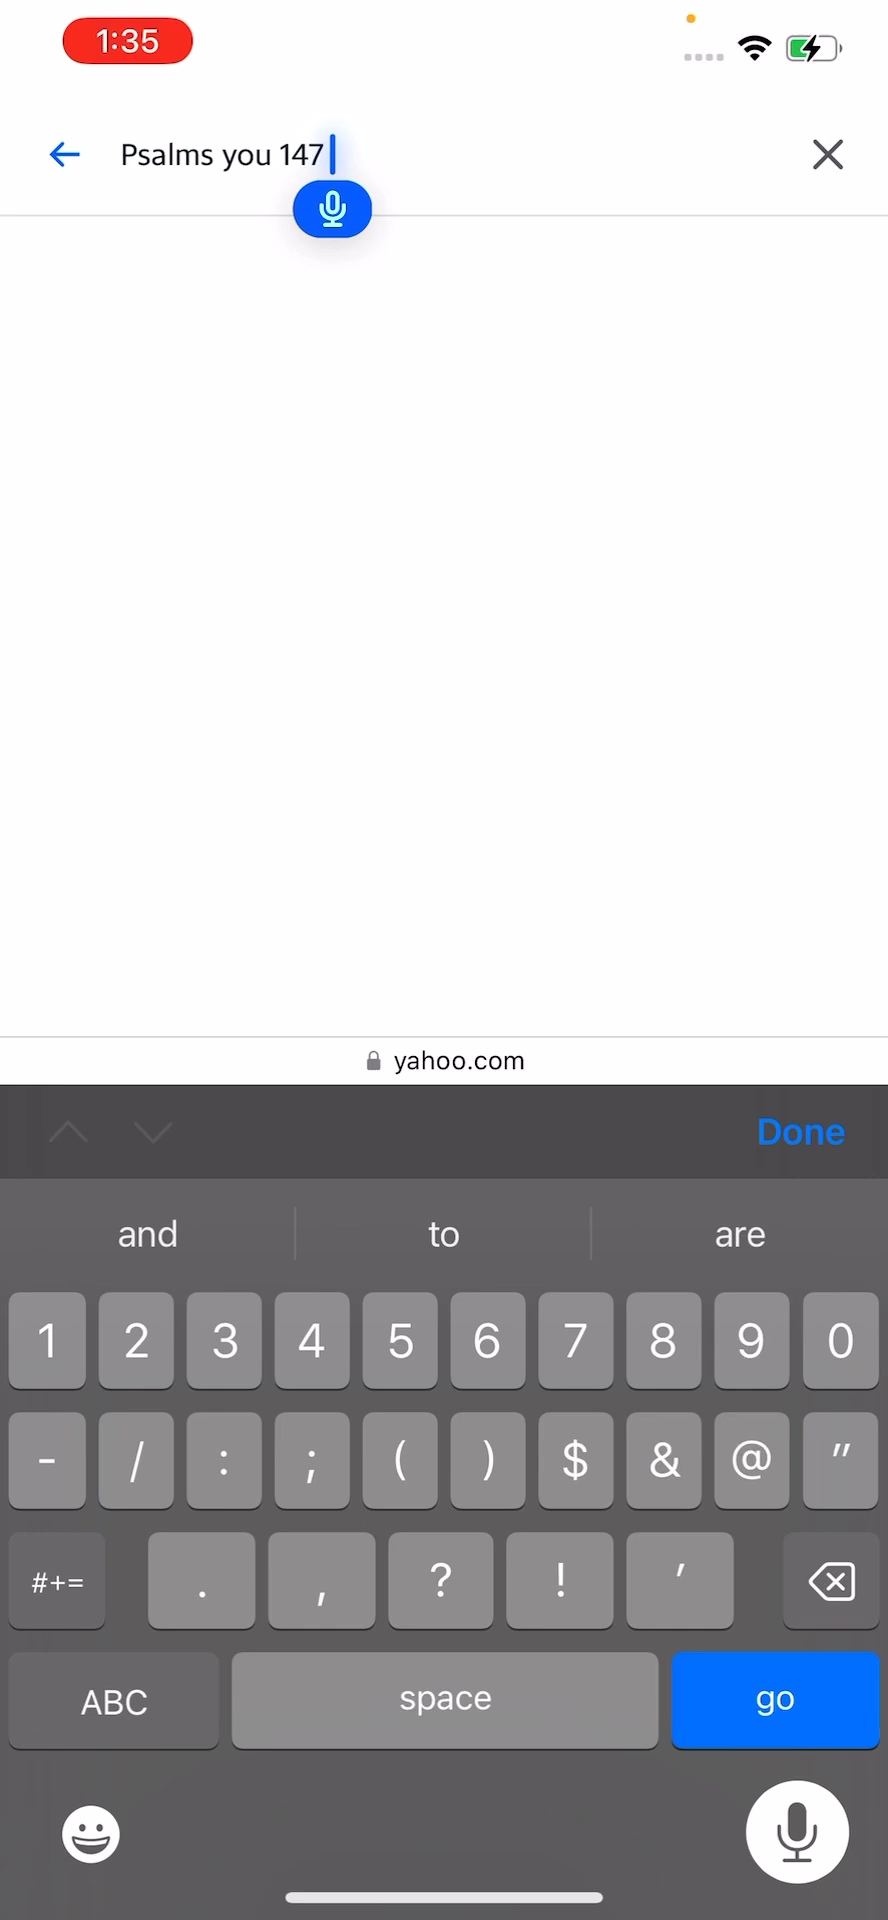 1:35
Psalms you 147
yahoo.com
Done
and to are
1 2 3 4 5 6 7 8 9 0
- / : ; ( ) $ & @ "
#+= . , ? ! '
ABC space go